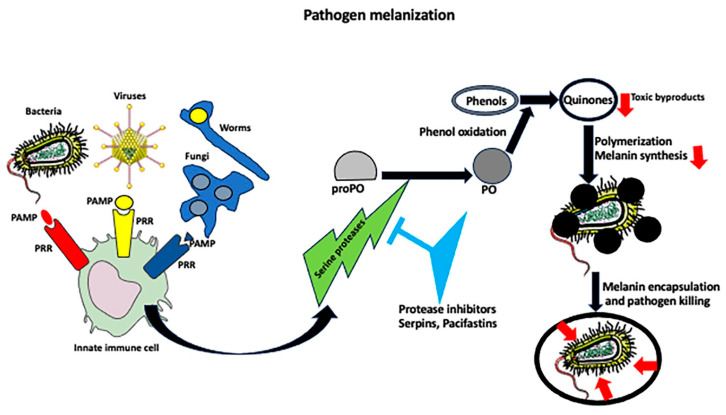 Pathogen melanization
Bacteria
Viruses
Worms
Fungi
PAMP
PRR
PAMP
PRR
PAMP
PRR
Innate immune cell
Serine proteases
proPO
PO
Protease inhibitors
Serpins, Pacifastins
Phenol oxidation
Phenols
Quinones
Toxic byproducts
Polymerization
Melanin synthesis
Melanin encapsulation
and pathogen killing